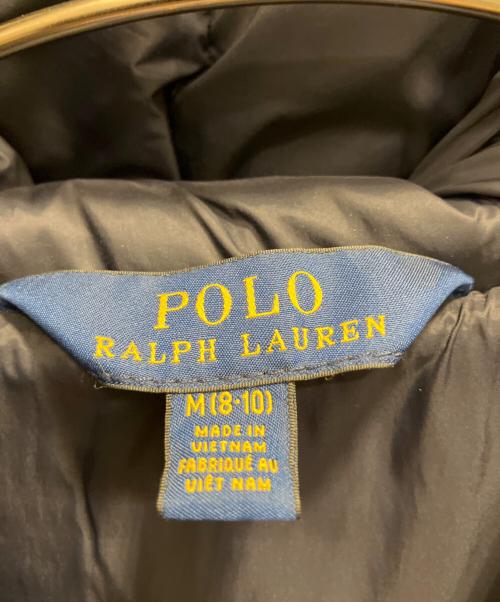 POLO
RALPH LAUREN
M(8•10)
MADE IN
VIETNAM
FABRIQUÉ AU
VIÊT NAM